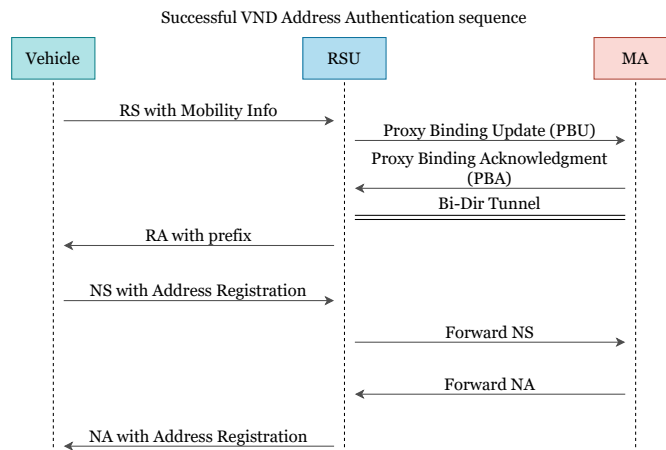 Successful VND Address Authentication sequence
Vehicle
RSU
MA
RS with Mobility Info
Proxy Binding Update (PBU)
Proxy Binding Acknowledgment
(PBA)
Bi-Dir Tunnel
RA with prefix
NS with Address Registration
Forward NS
Forward NA
NA with Address Registration